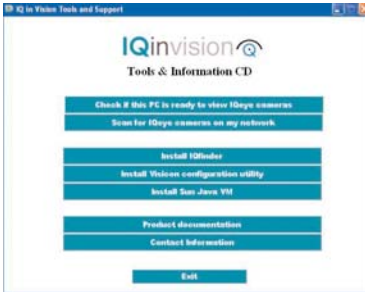 IQ in Vision Tools and Support
IQinvision
Tools & Information CD
Check if this PC is ready to view IQeye cameras
Scan for IQeye cameras on my network
Install IQfinder
Install Visicon configuration utility
Install Sun Java VM
Product documentation
Contact Information
Exit